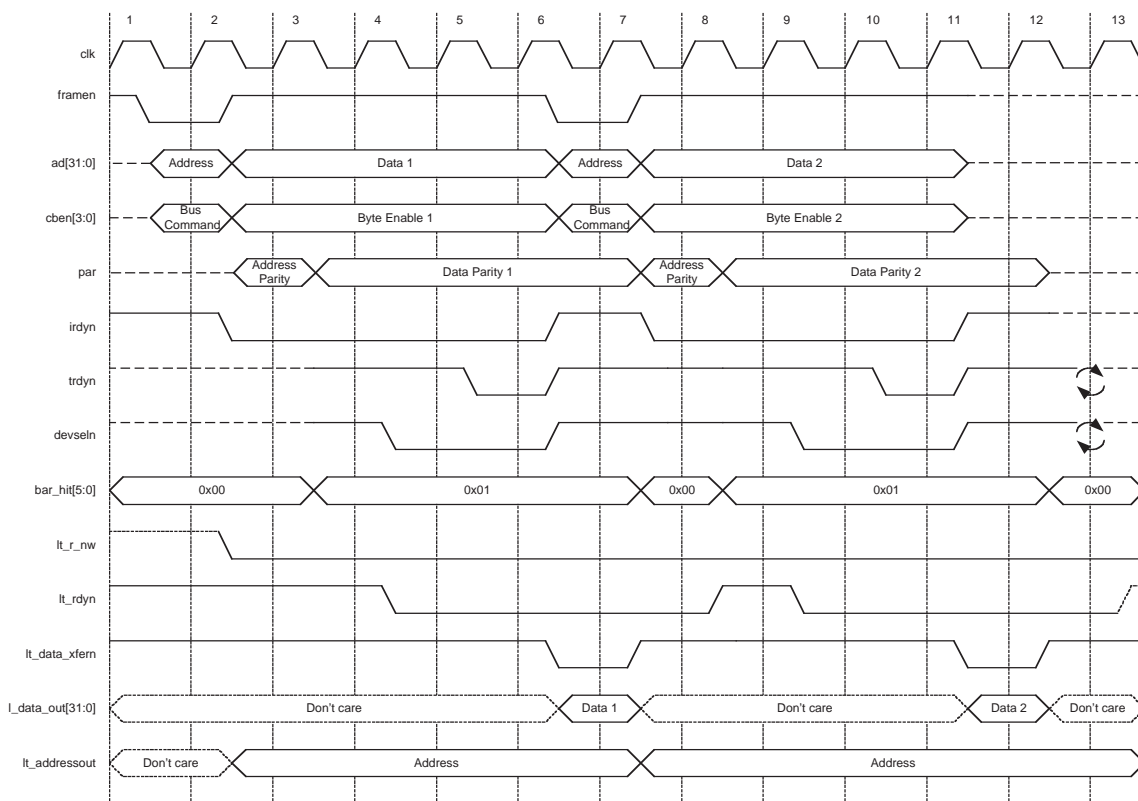 1 2 3 4 5 6 7 8 9 10 11 12 13
clk
framen
ad[31:0] Address Data 1 Address Data 2
cben[3:0] Bus Command Byte Enable 1 Bus Command Byte Enable 2
par Address Parity Data Parity 1 Address Parity Data Parity 2
irdyn
trdyn
devseln
bar_hit[5:0] 0x00 0x01 0x00 0x01 0x00
lt_r_nw
lt_rdyn
lt_data_xfern
l_data_out[31:0] Don't care Data 1 Don't care Data 2 Don't care
lt_addressout Don't care Address Address